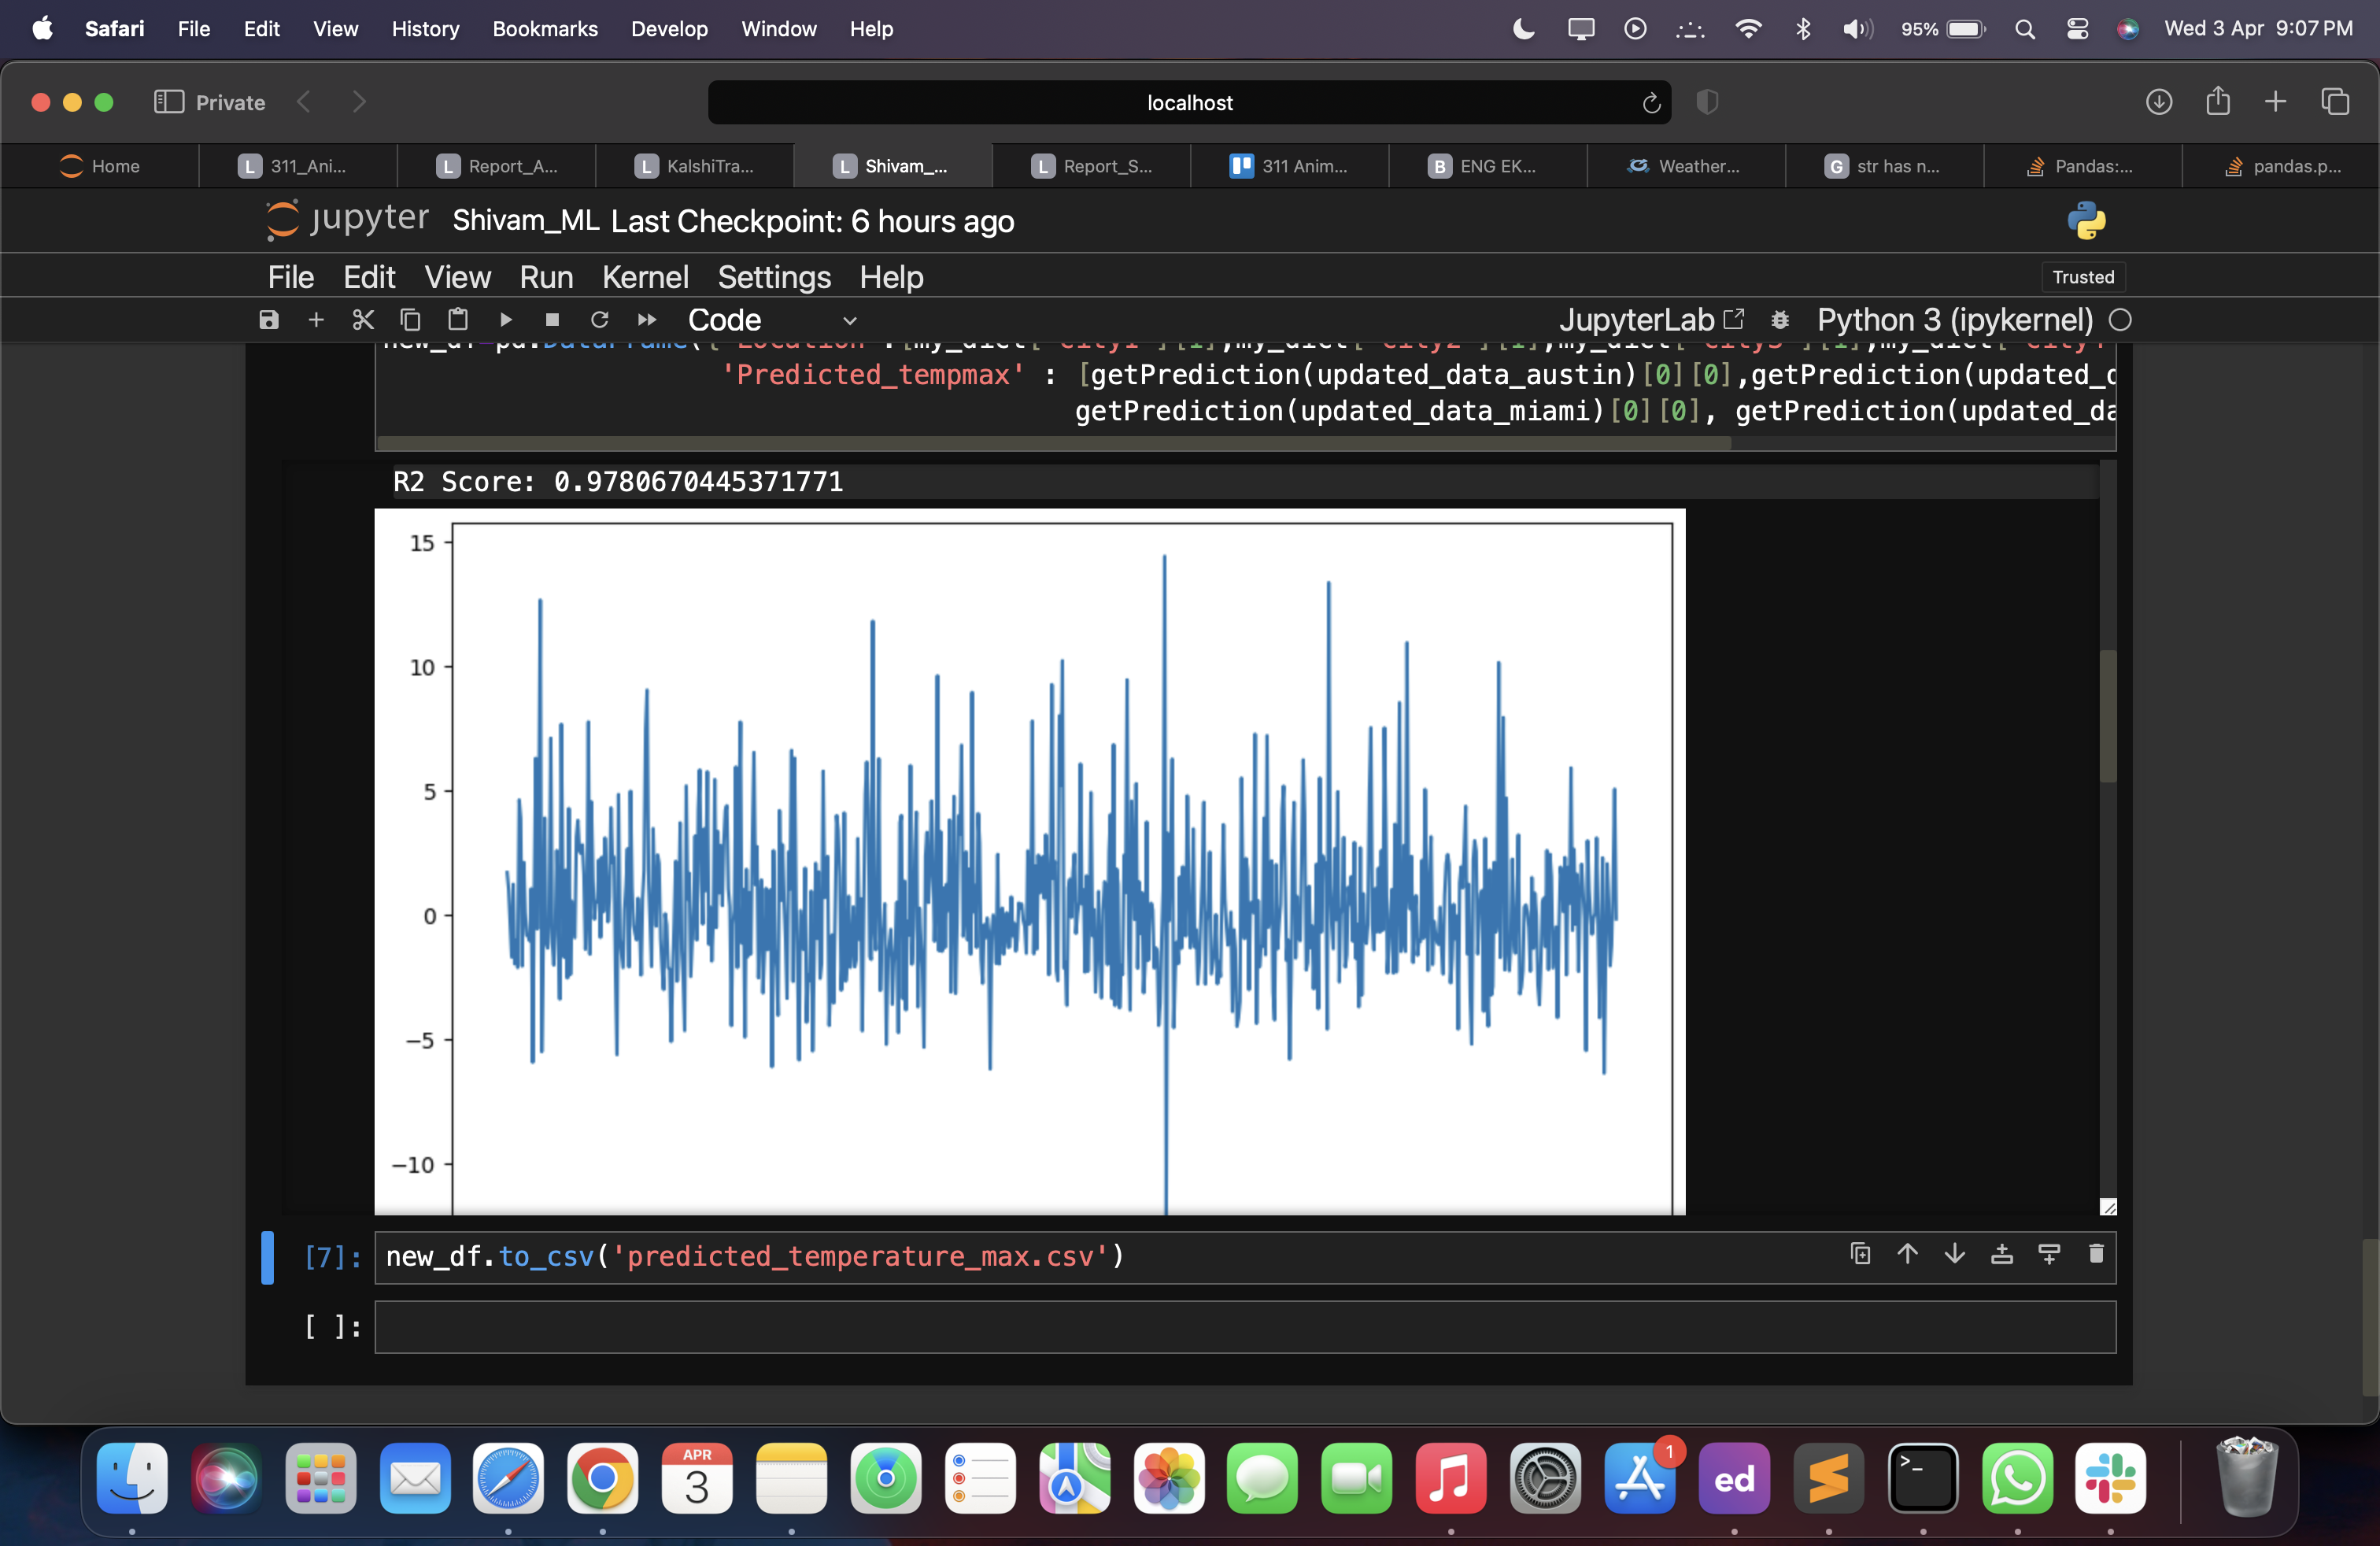 Safari File Edit View History Bookmarks Develop Window Help 95% Wed 3 Apr 9:07 PM
Private localhost
Home 311_Ani... Report_A... KalshiTra... Shivam_... Report_S... 311 Anim... ENG EK... Weather... str has n... Pandas:... pandas.p...
jupyter Shivam_ML Last Checkpoint: 6 hours ago
File Edit View Run Kernel Settings Help Trusted
Code JupyterLab Python 3 (ipykernel)
'Predicted_tempmax' : [getPrediction(updated_data_austin)[0][0],getPrediction(updated_
getPrediction(updated_data_miami)[0][0], getPrediction(updated_da
R2 Score: 0.9780670445371771
15
10
5
0
−5
−10
[7]: new_df.to_csv('predicted_temperature_max.csv')
[ ]:
APR
3
1
ed
>_